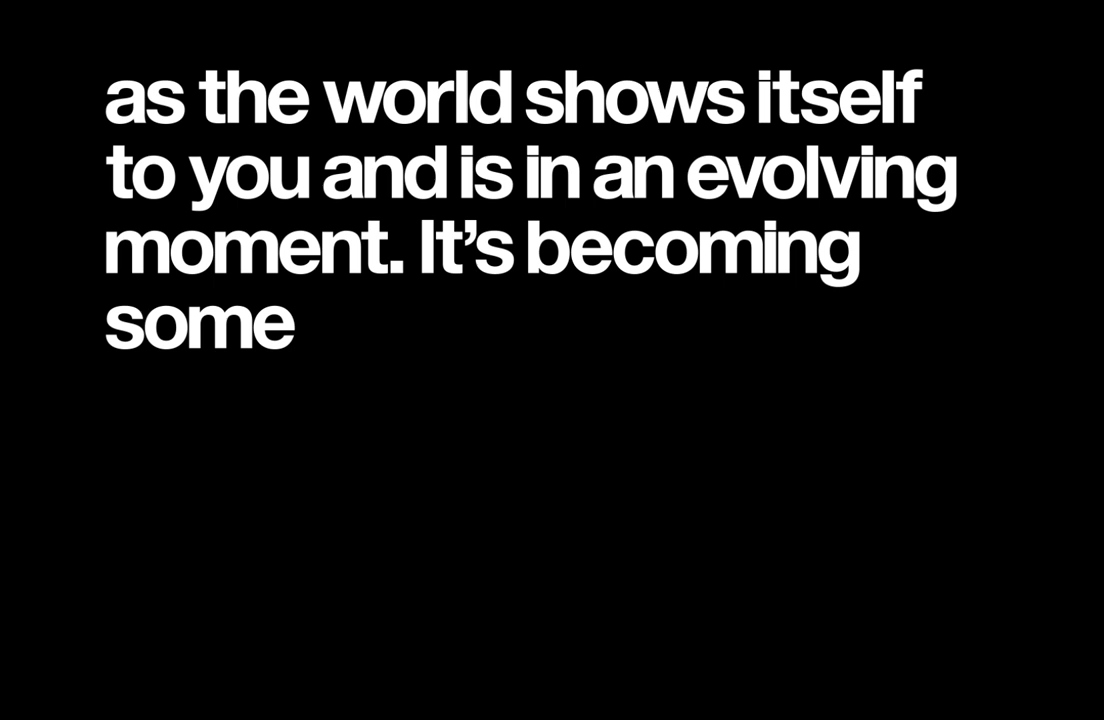 as the world shows itself
to you and is in an evolving
moment. It’s becoming
some